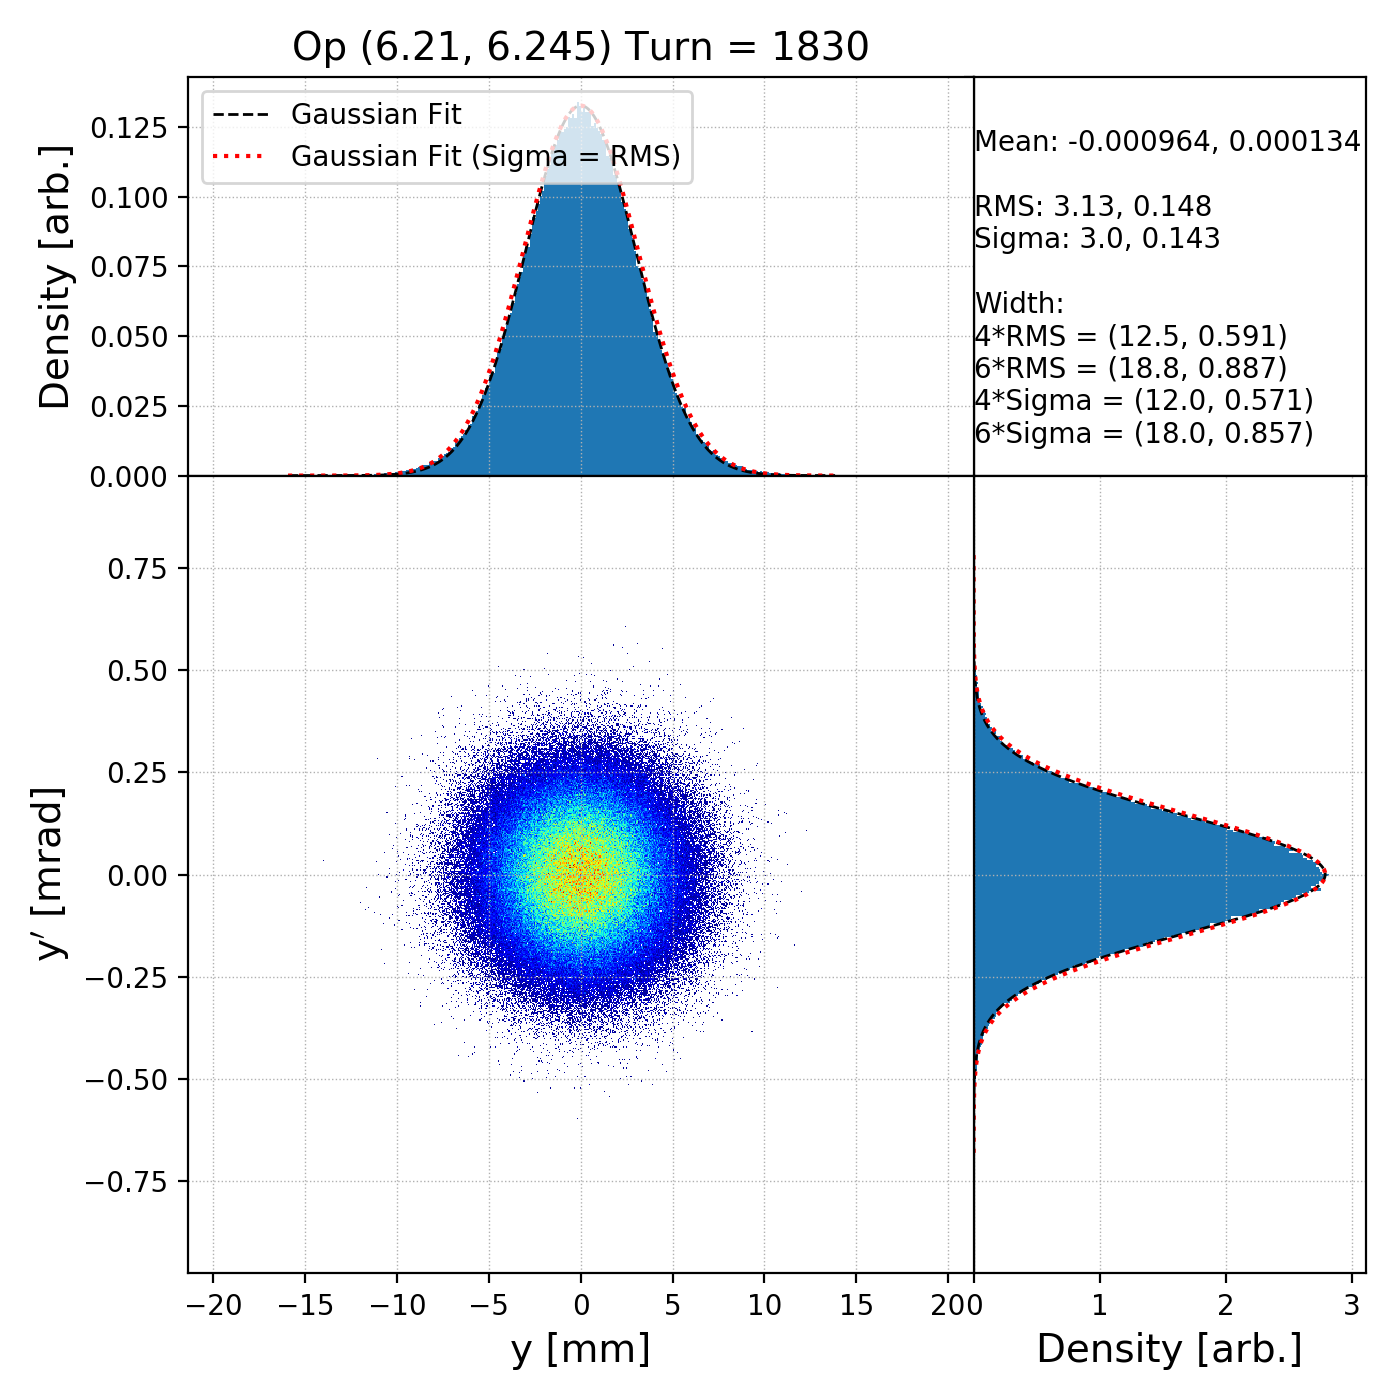 Op (6.21, 6.245) Turn = 1830
Gaussian Fit
Gaussian Fit (Sigma = RMS)
Density [arb.]
0.125
0.100
0.075
0.050
0.025
0.000
Mean: -0.000964, 0.000134
RMS: 3.13, 0.148
Sigma: 3.0, 0.143
Width:
4*RMS = (12.5, 0.591)
6*RMS = (18.8, 0.887)
4*Sigma = (12.0, 0.571)
6*Sigma = (18.0, 0.857)
y' [mrad]
0.75
0.50
0.25
0.00
−0.25
−0.50
−0.75
−20 −15 −10 −5 0 5 10 15 20
0 1 2 3
y [mm]
Density [arb.]